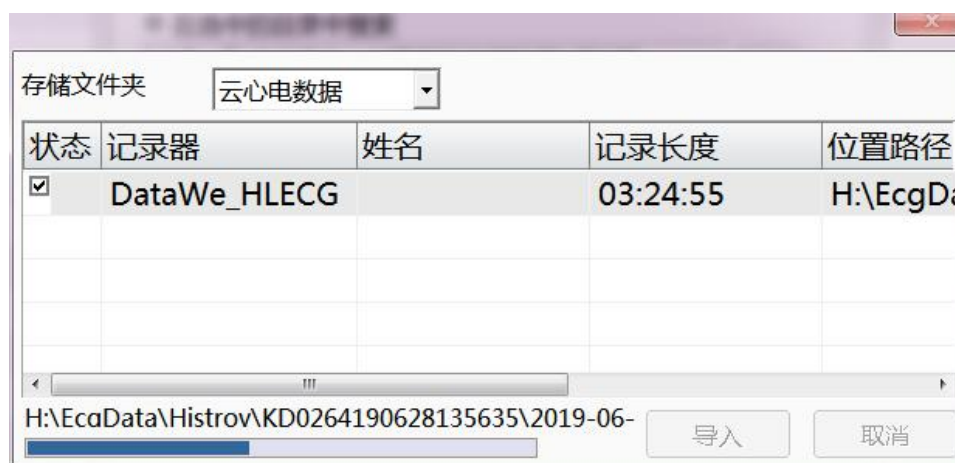 存储文件夹 云心电数据
状态 记录器 姓名 记录长度 位置路径
DataWe_HLECG 03:24:55 H:\EcgDa
H:\EcgData\History\KD0264190628135635\2019-06-
导入 取消